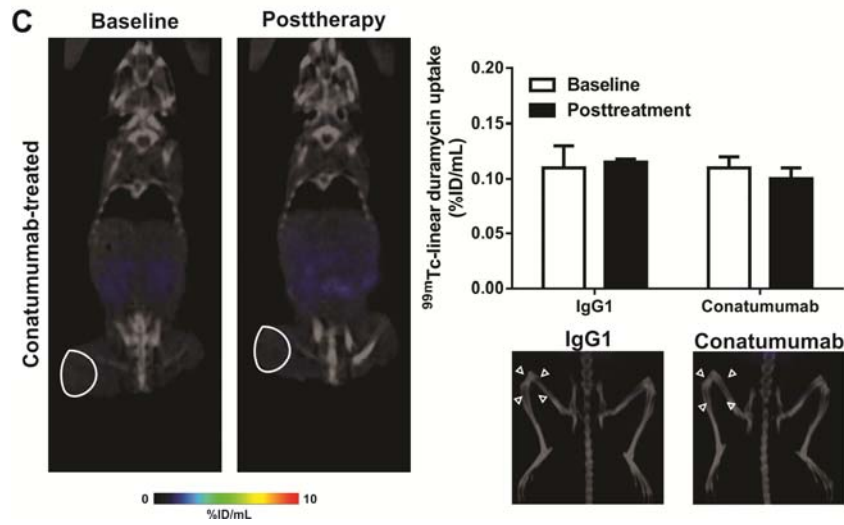 C
Baseline Posttherapy
Conatumumab-treated
0 10
%ID/mL
99mTc-linear duramycin uptake
(%ID/mL)
0.20
0.15
0.10
0.05
0.00
Baseline
Posttreatment
IgG1 Conatumumab
IgG1 Conatumumab